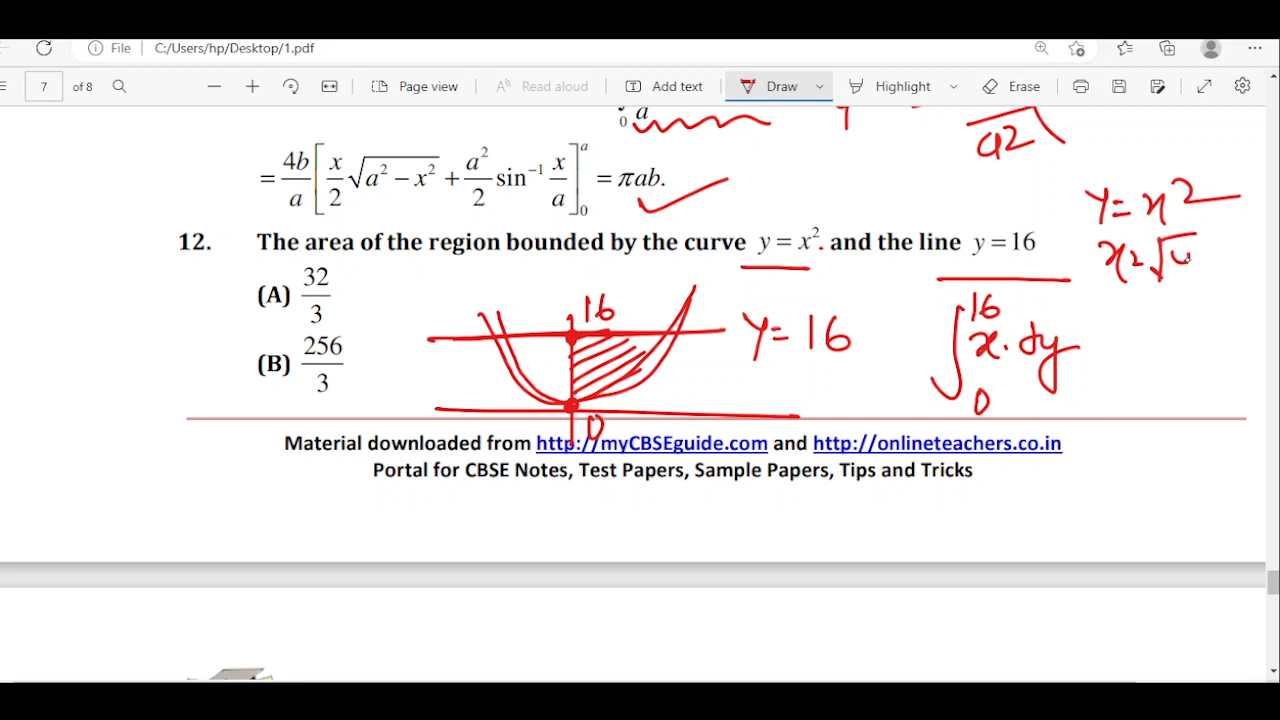 File C:/Users/hp/Desktop/1.pdf
7 of 8 Page view Read aloud Add text Draw Highlight Erase
0 a
a2
= 4b/a [ x/2 √(a² − x²) + a²/2 sin⁻¹ x/a ]₀ᵃ = πab.
y = x²
12. The area of the region bounded by the curve y = x². and the line y = 16
(A) 32/3
16 y = 16 ∫₀¹⁶ x. dy
(B) 256/3
0
Material downloaded from http://myCBSEguide.com and http://onlineteachers.co.in
Portal for CBSE Notes, Test Papers, Sample Papers, Tips and Tricks